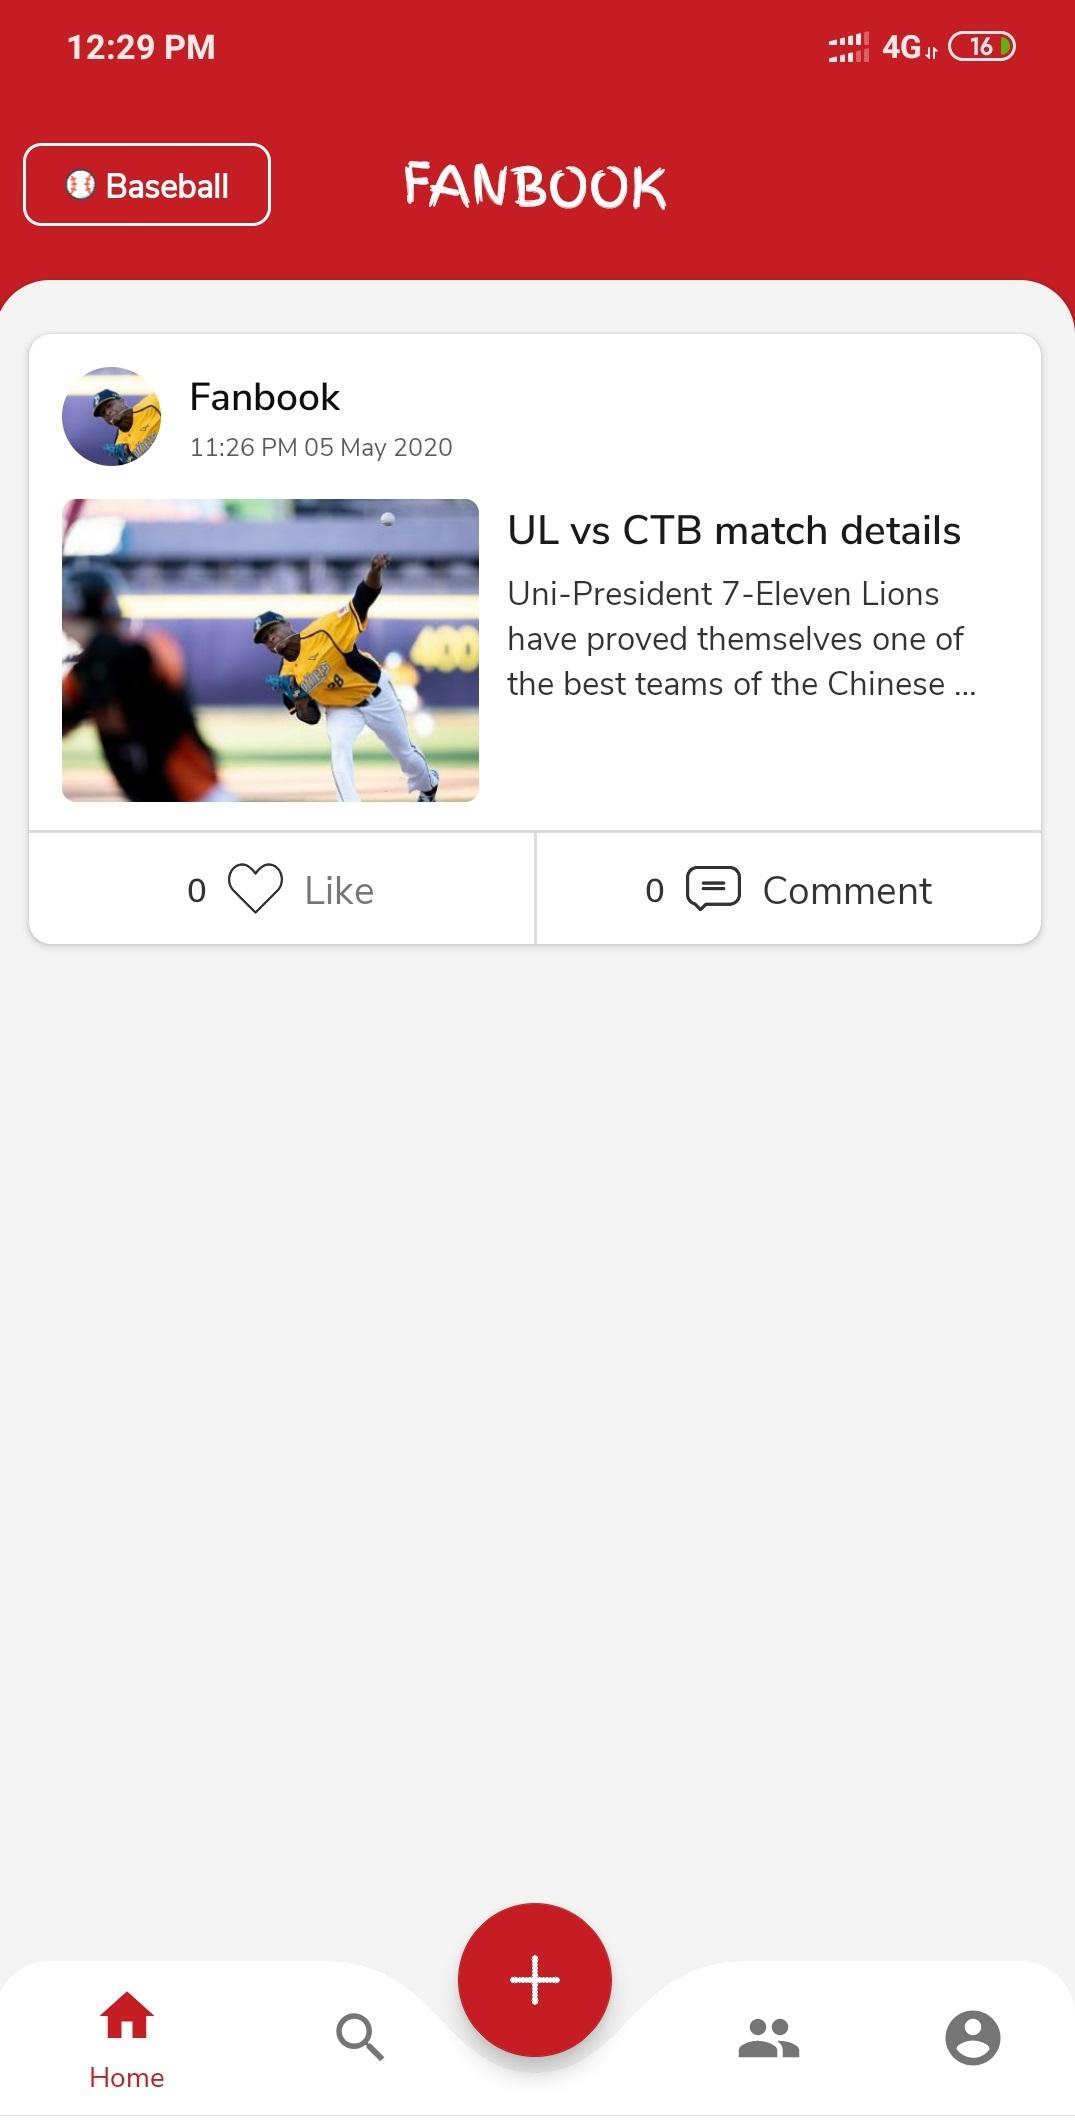 12:29 PM
4G 16
Baseball
FANBOOK
Fanbook
11:26 PM 05 May 2020
UL vs CTB match details
Uni-President 7-Eleven Lions
have proved themselves one of
the best teams of the Chinese ...
38
0 Like
0 Comment
Home